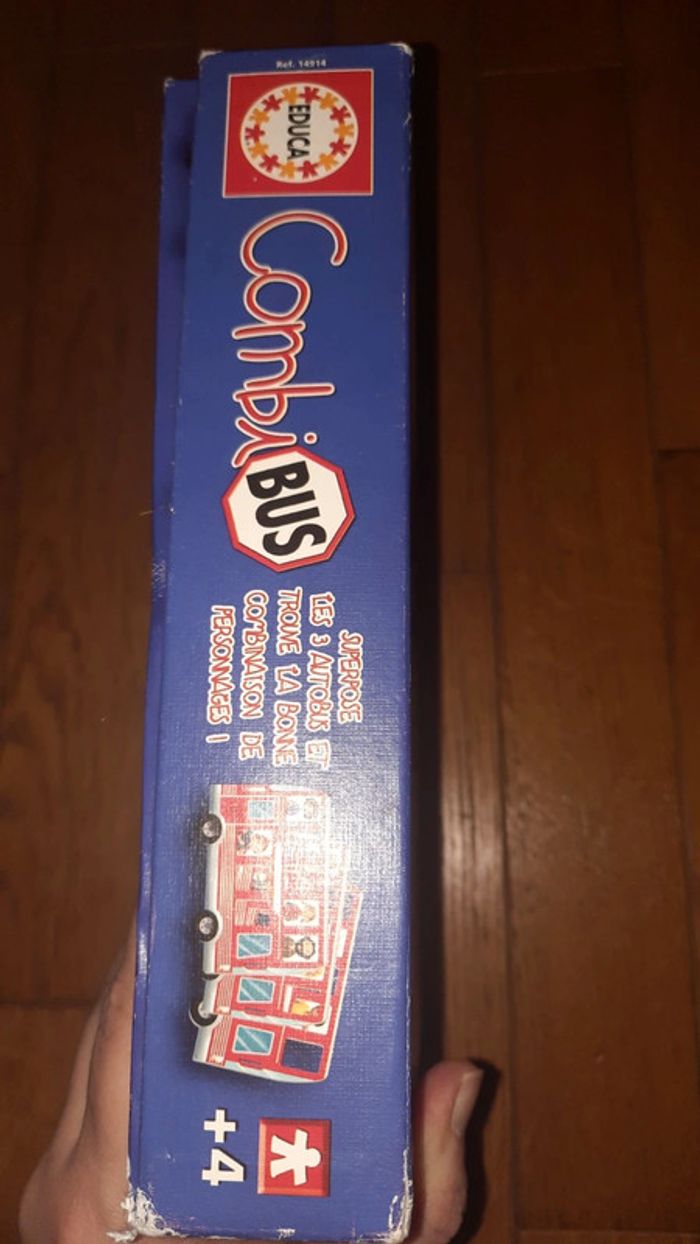 Ref. 14914
EDUCA
Combi
BUS
SUPERPOSE
LES 3 AUTOBUS ET
TROUVE LA BONNE
COMBINAISON DE
PERSONNAGES !
+4